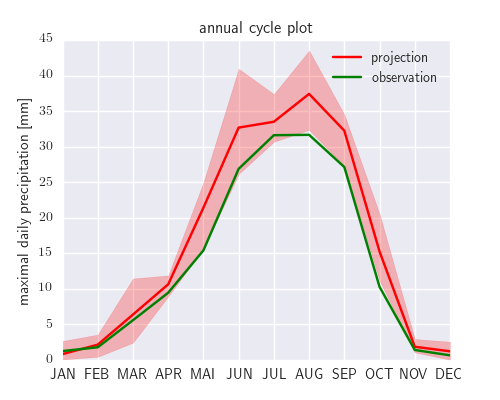 annual cycle plot
45
40
35
30
25
20
15
10
5
0
maximal daily precipitation [mm]
projection
observation
JAN FEB MAR APR MAI JUN JUL AUG SEP OCT NOV DEC